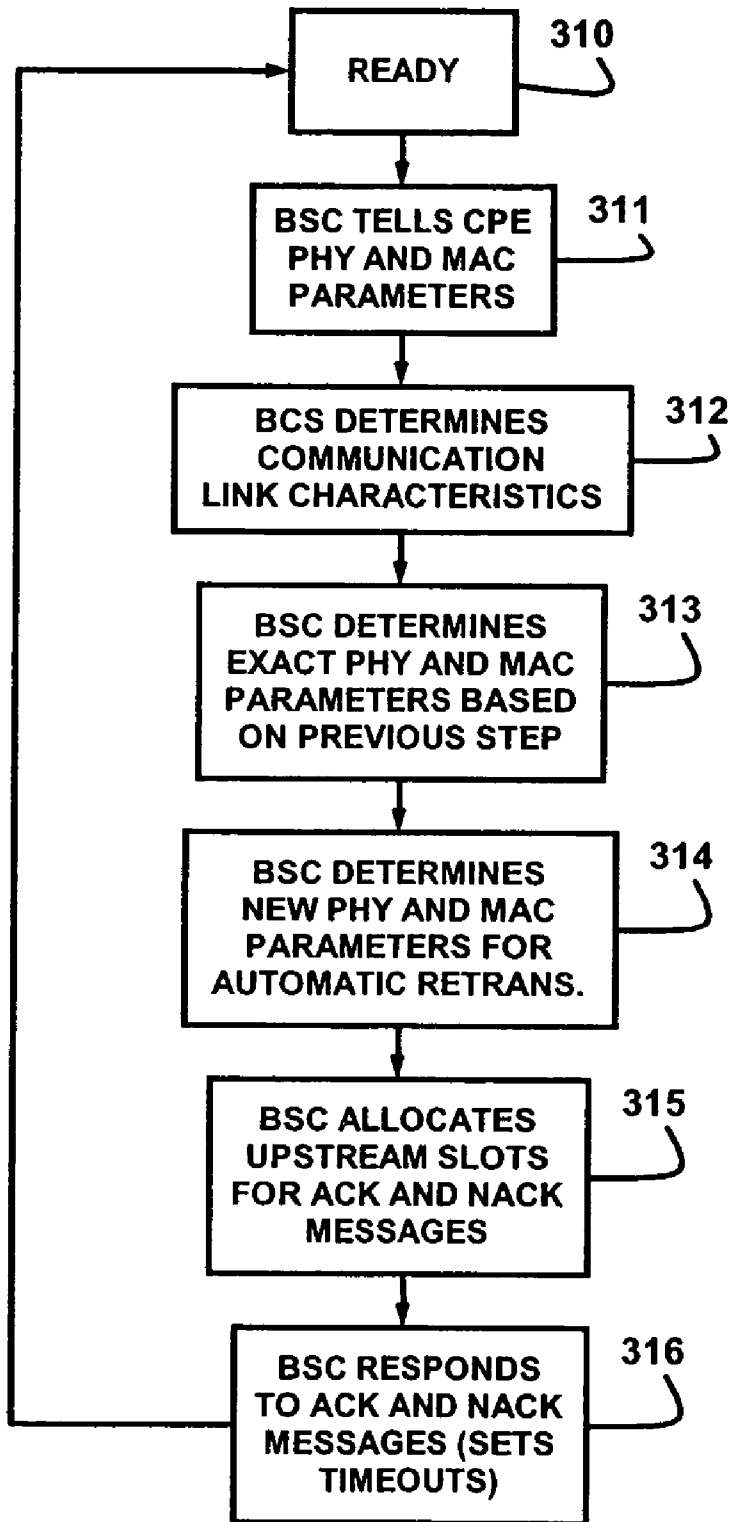 310
READY
311
BSC TELLS CPE
PHY AND MAC
PARAMETERS
312
BCS DETERMINES
COMMUNICATION
LINK CHARACTERISTICS
313
BSC DETERMINES
EXACT PHY AND MAC
PARAMETERS BASED
ON PREVIOUS STEP
314
BSC DETERMINES
NEW PHY AND MAC
PARAMETERS FOR
AUTOMATIC RETRANS.
315
BSC ALLOCATES
UPSTREAM SLOTS
FOR ACK AND NACK
MESSAGES
316
BSC RESPONDS
TO ACK AND NACK
MESSAGES (SETS
TIMEOUTS)